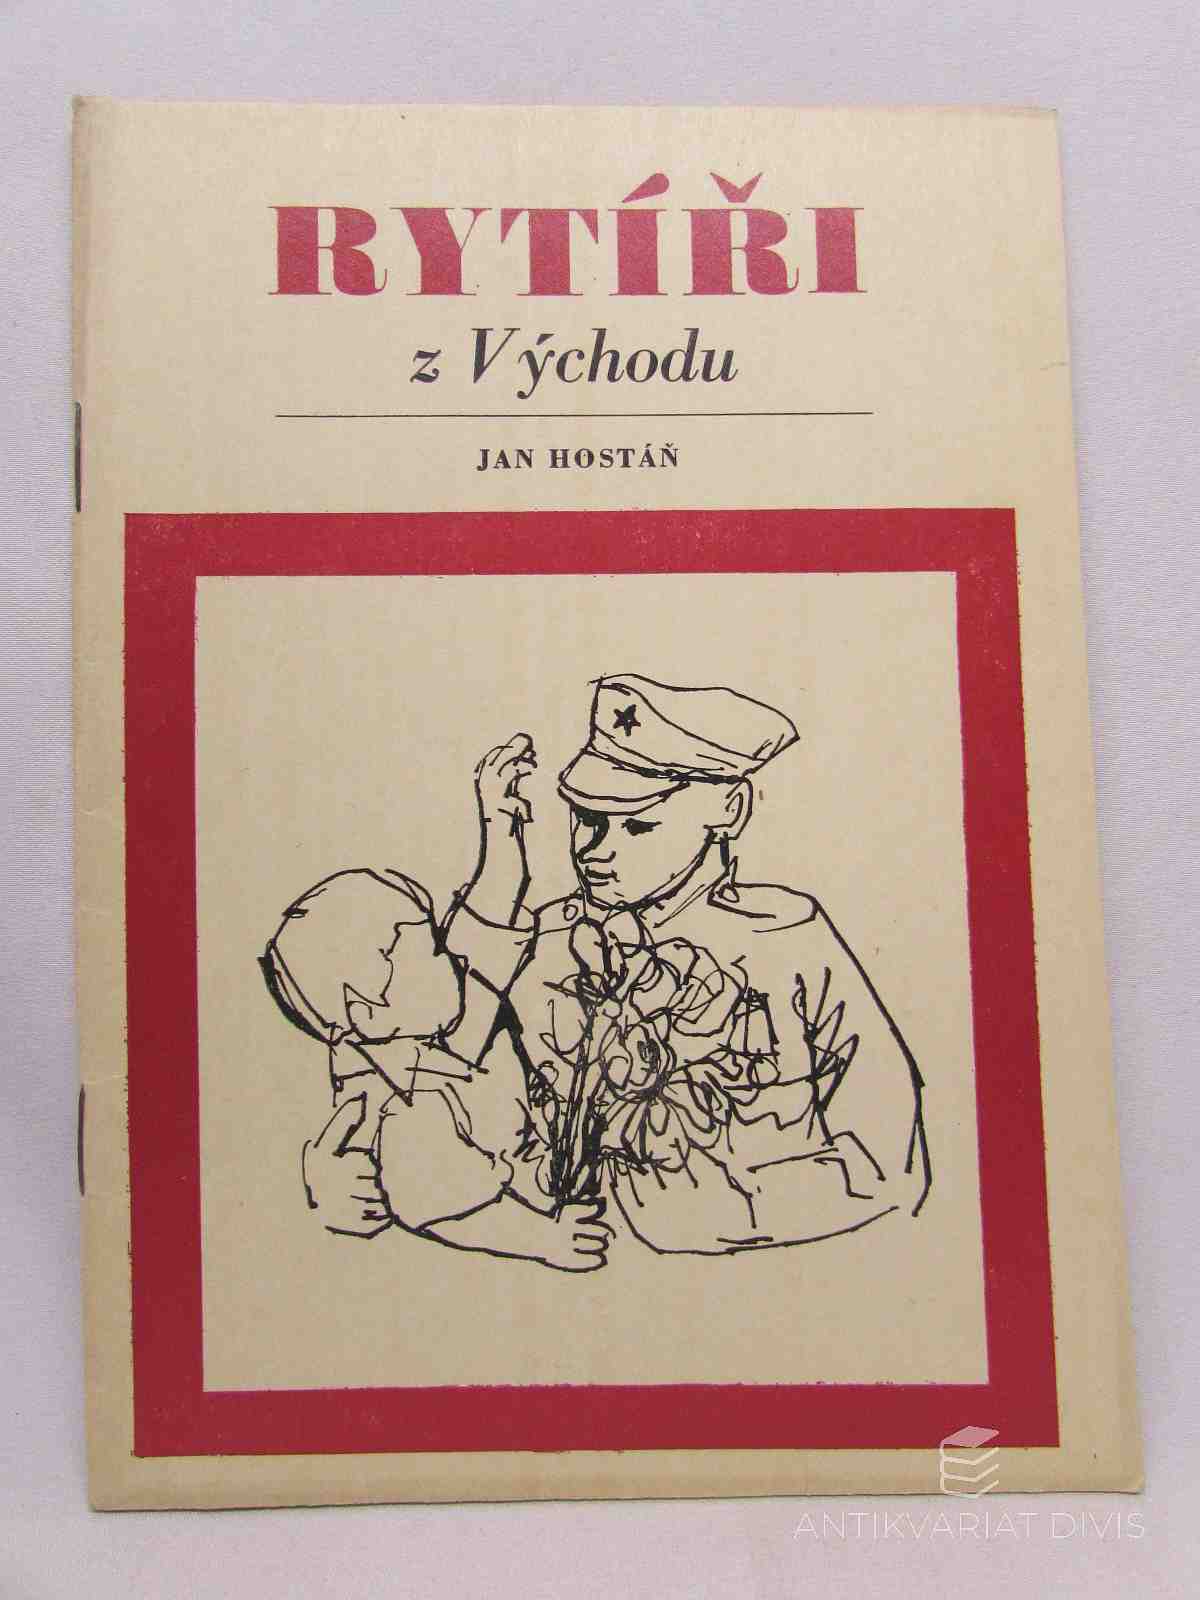 RYTÍŘI
z Východu
JAN HOSTÁŇ
ANTIKVARIAT DIVIS